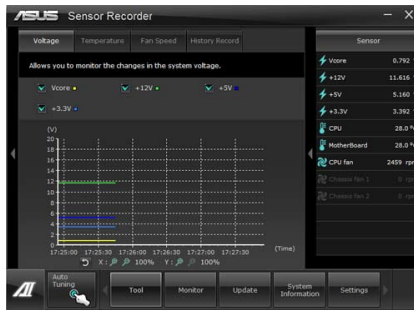 ASUS Sensor Recorder
Voltage Temperature Fan Speed History Record
Allows you to monitor the changes in the system voltage.
Vcore +12V +5V
+3.3V
(V)
20
18
16
14
12
10
8
6
4
2
0
17:25:00 17:25:30 17:26:00 17:26:30 17:27:00 17:27:30
(Time)
X: 100% Y: 100%
Sensor
Vcore 0.792
+12V 11.616
+5V 5.160
+3.3V 3.392
CPU 28.0
MotherBoard 28.0
CPU fan 2459
Chassis fan 1 0
Chassis fan 2 0
Auto
Tuning
Tool
Monitor
Update
System
Information
Settings